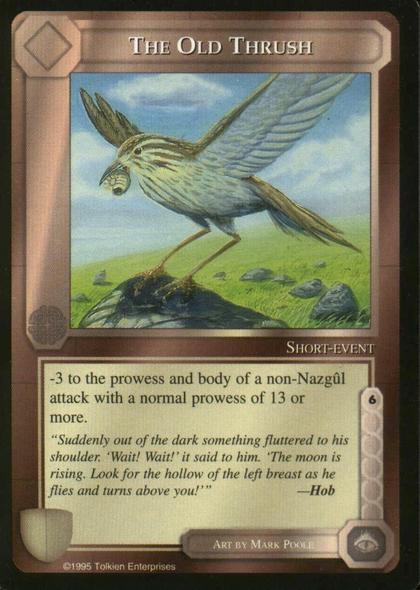 The Old Thrush
Short-event
-3 to the prowess and body of a non-Nazgûl
attack with a normal prowess of 13 or
more.
6
“Suddenly out of the dark something fluttered to his
shoulder. ‘Wait! Wait!’ it said to him. ‘The moon is
rising. Look for the hollow of the left breast as he
flies and turns above you!’” —Hob
Art by Mark Poole
©1995 Tolkien Enterprises